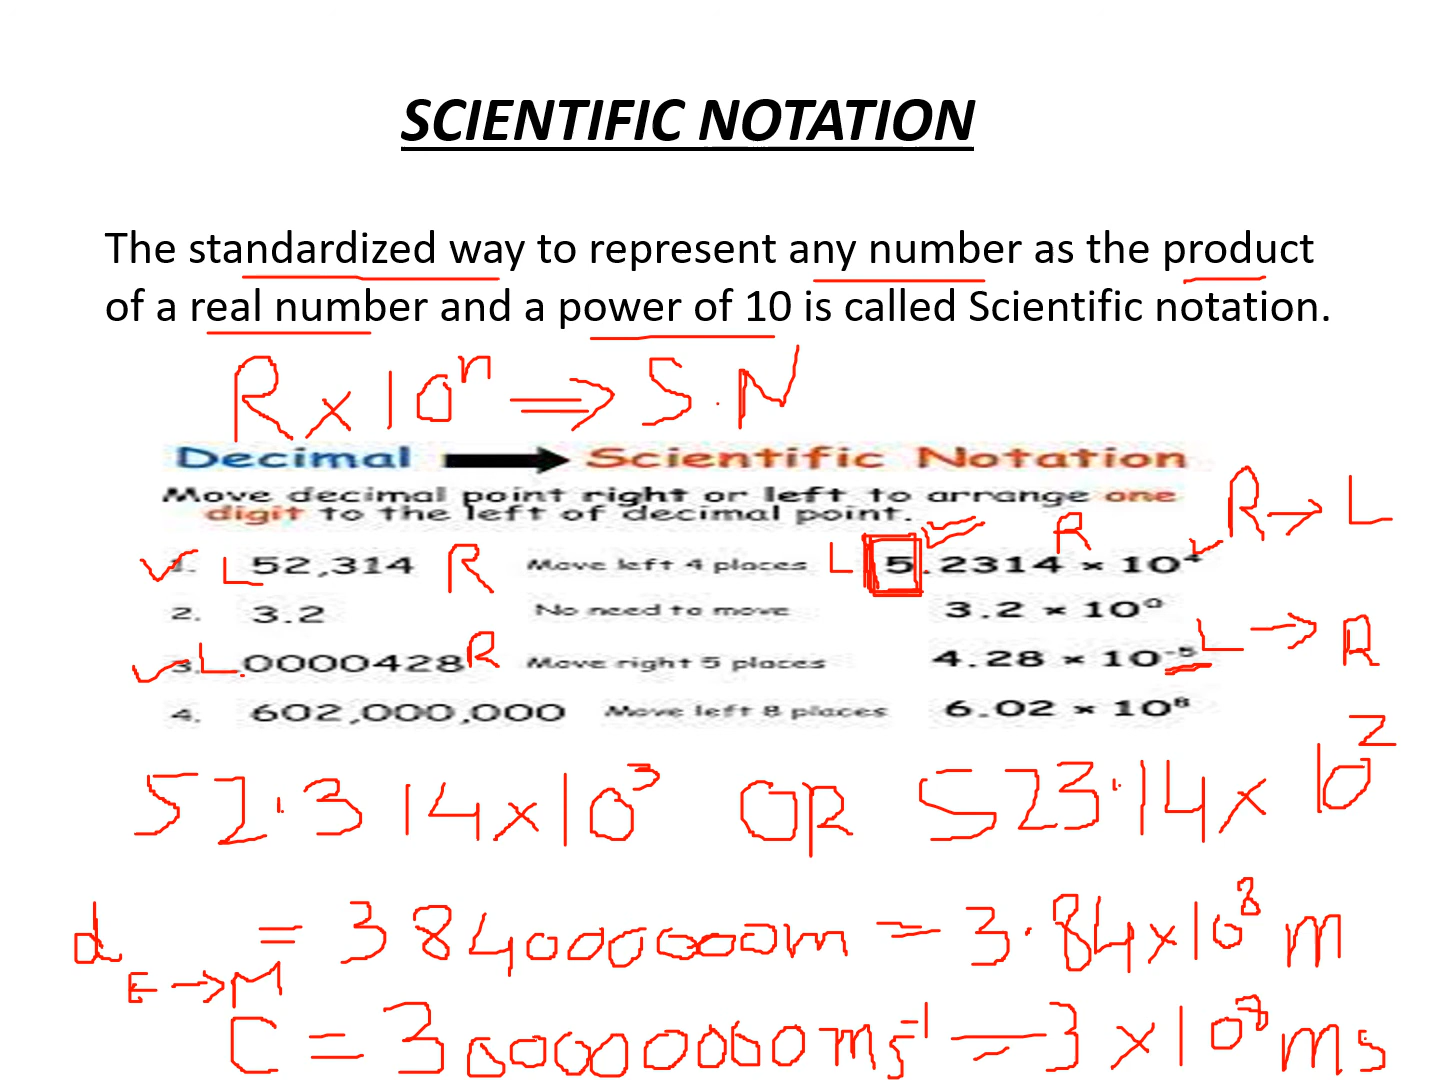 SCIENTIFIC NOTATION
The standardized way to represent any number as the product
of a real number and a power of 10 is called Scientific notation.
R × 10ⁿ ⇒ S.N
Decimal → Scientific Notation
Move decimal point right or left to arrange one
digit to the left of decimal point.
R → L
1. L 52,314 R Move left 4 places L 5.2314 × 10⁴ R
2. 3.2 No need to move 3.2 × 10⁰
3. L .0000428 R Move right 5 places 4.28 × 10⁻⁵ L → R
4. 602,000,000 Move left 8 places 6.02 × 10⁸
52.314 × 10³ OR 523.14 × 10²
d E→M = 384000000 m = 3.84 × 10⁸ m
C = 300000000 ms⁻¹ = 3 × 10 ms